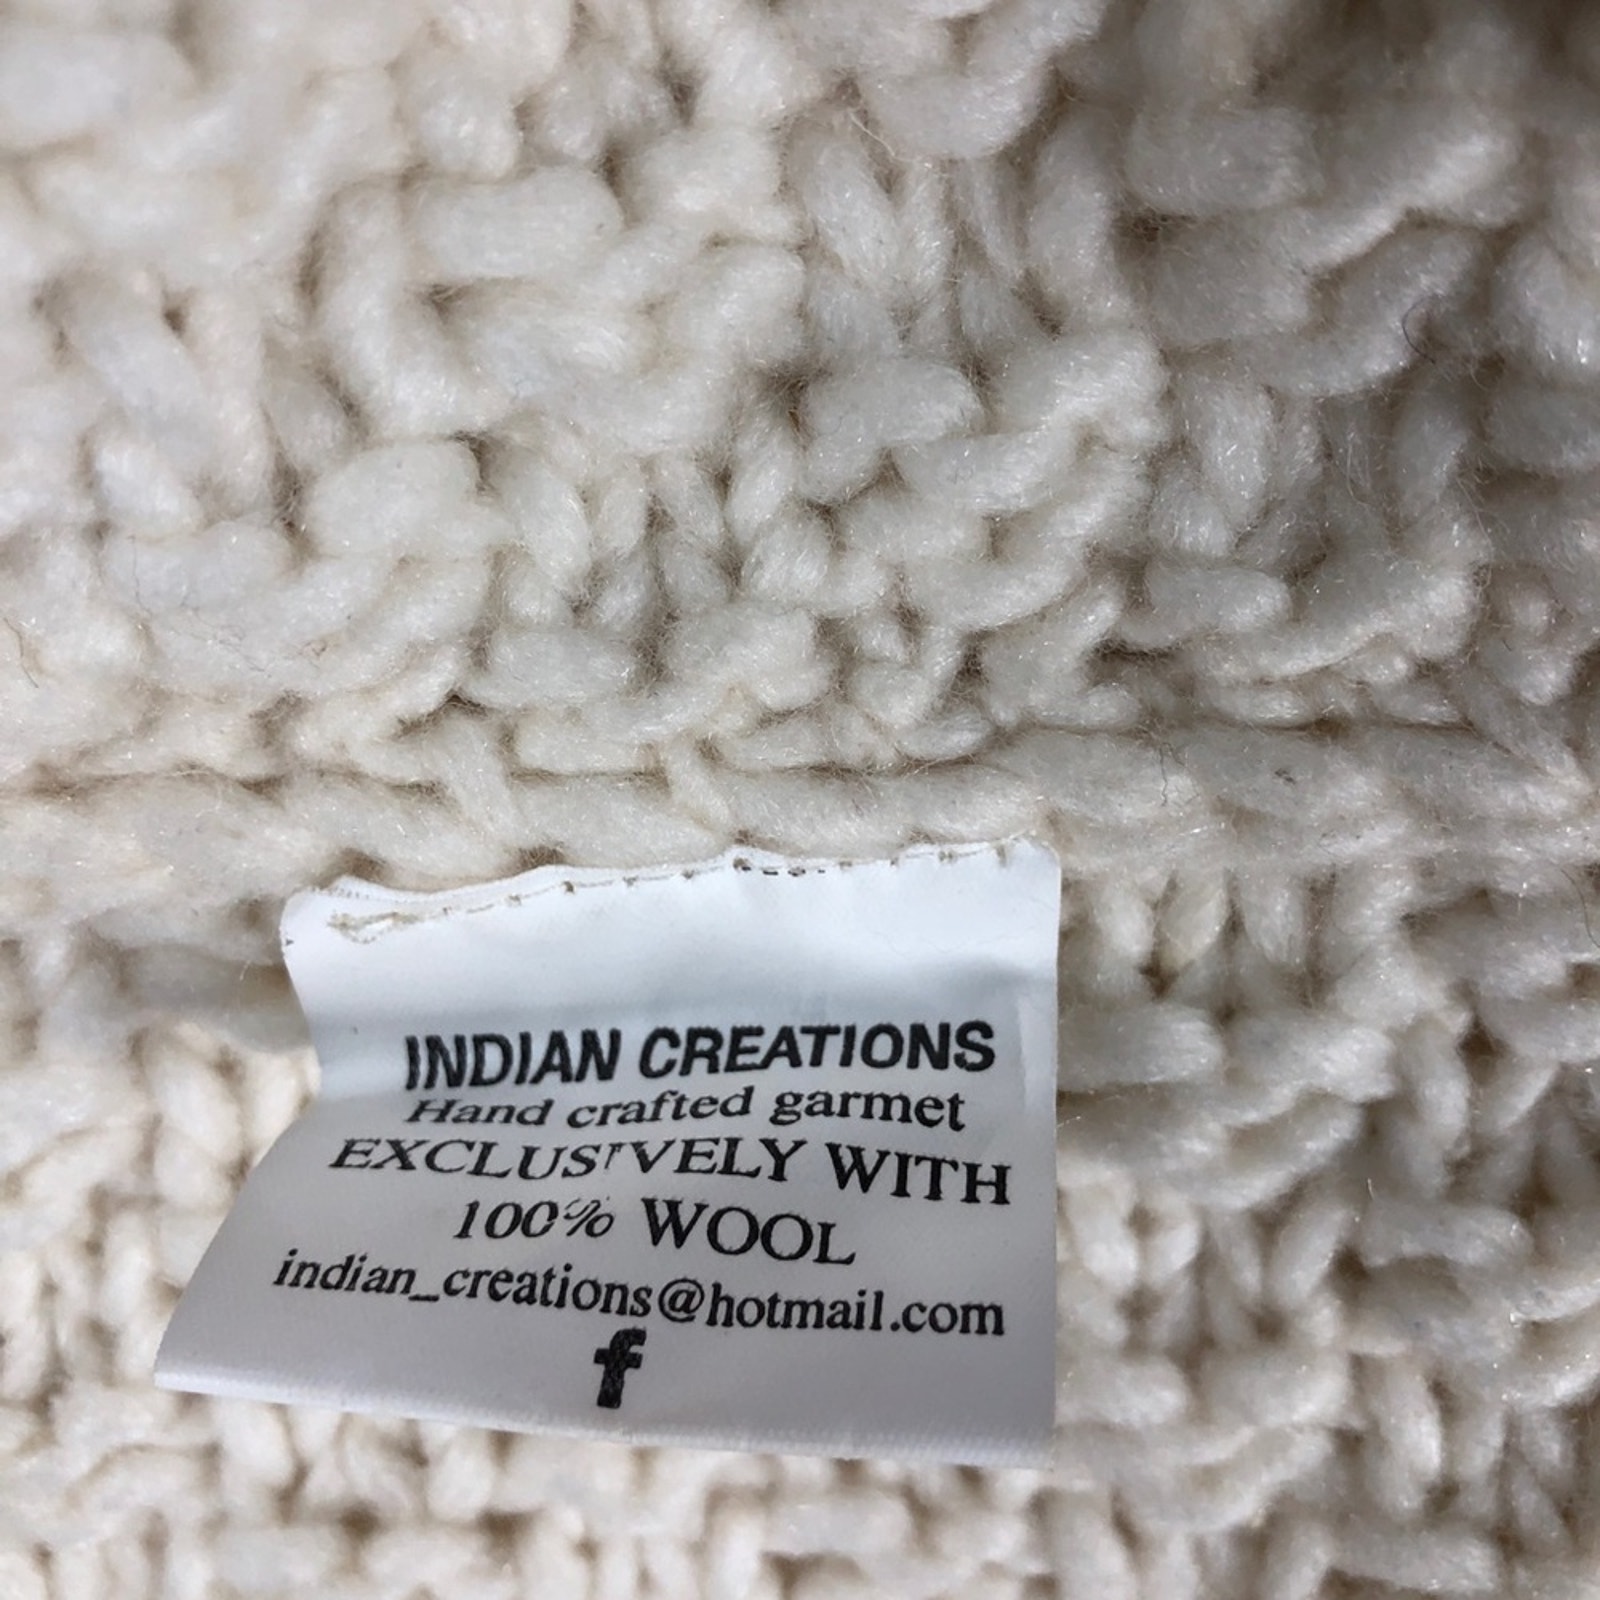 INDIAN CREATIONS
Hand crafted garmet
EXCLUSIVELY WITH
100% WOOL
indian_creations@hotmail.com
f